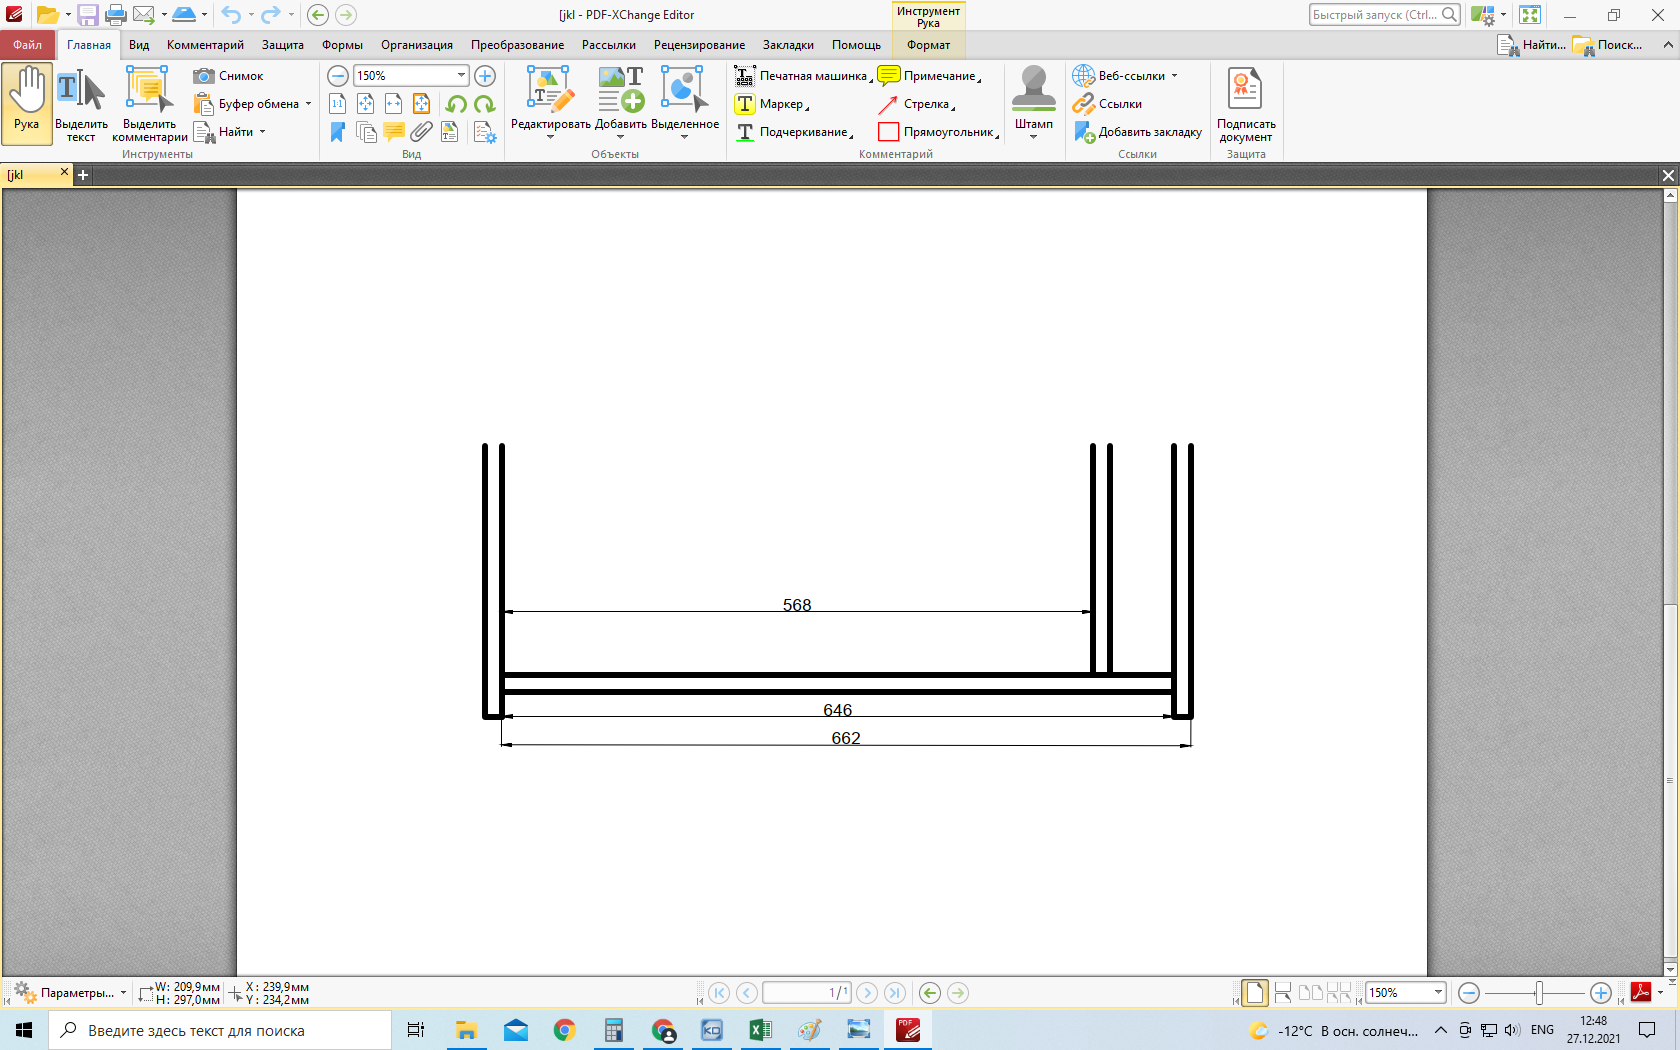 [jkl - PDF-XChange Editor
Инструмент
Рука
Быстрый запуск (Ctrl...
Файл
Главная
Вид
Комментарий
Защита
Формы
Организация
Преобразование
Рассылки
Рецензирование
Закладки
Помощь
Формат
Найти...
Поиск...
Рука
Выделить
текст
Выделить
комментарии
Снимок
Буфер обмена
Найти
Инструменты
150%
Вид
Редактировать
Добавить
Выделенное
Объекты
Печатная машинка
Маркер
Подчеркивание
Примечание
Стрелка
Прямоугольник
Комментарий
Штамп
Веб-ссылки
Ссылки
Добавить закладку
Ссылки
Подписать
документ
Защита
[jkl
568
646
662
Параметры...
W: 209,9мм
H: 297,0мм
X : 239,9мм
Y : 234,2мм
1/1
150%
Введите здесь текст для поиска
PDF
-12°C В осн. солнеч...
ENG
12:48
27.12.2021